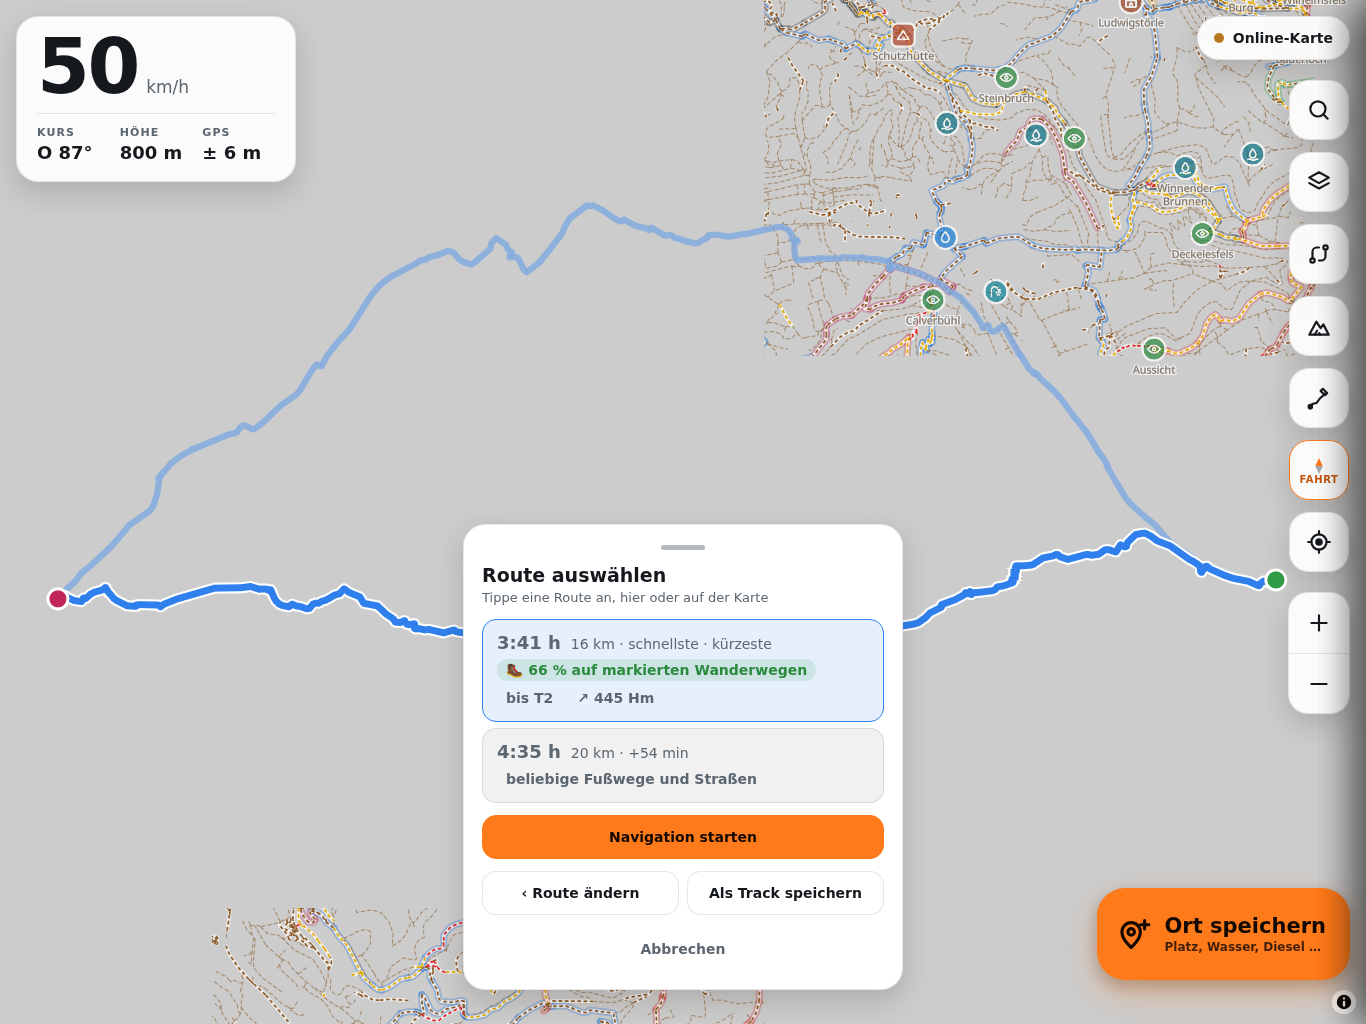 50 km/h
KURS HÖHE GPS
O 87° 800 m ± 6 m
Ludwigstörle
Burg
Schutzhütte
Online-Karte
Steinbruch
Winnender
Brunnen
Deckelesfels
Calverbühl
Aussicht
FAHRT
+
−
Route auswählen
Tippe eine Route an, hier oder auf der Karte
3:41 h 16 km · schnellste · kürzeste
66 % auf markierten Wanderwegen
bis T2 ↗ 445 Hm
4:35 h 20 km · +54 min
beliebige Fußwege und Straßen
Navigation starten
‹ Route ändern Als Track speichern
Abbrechen
Ort speichern
Platz, Wasser, Diesel ...